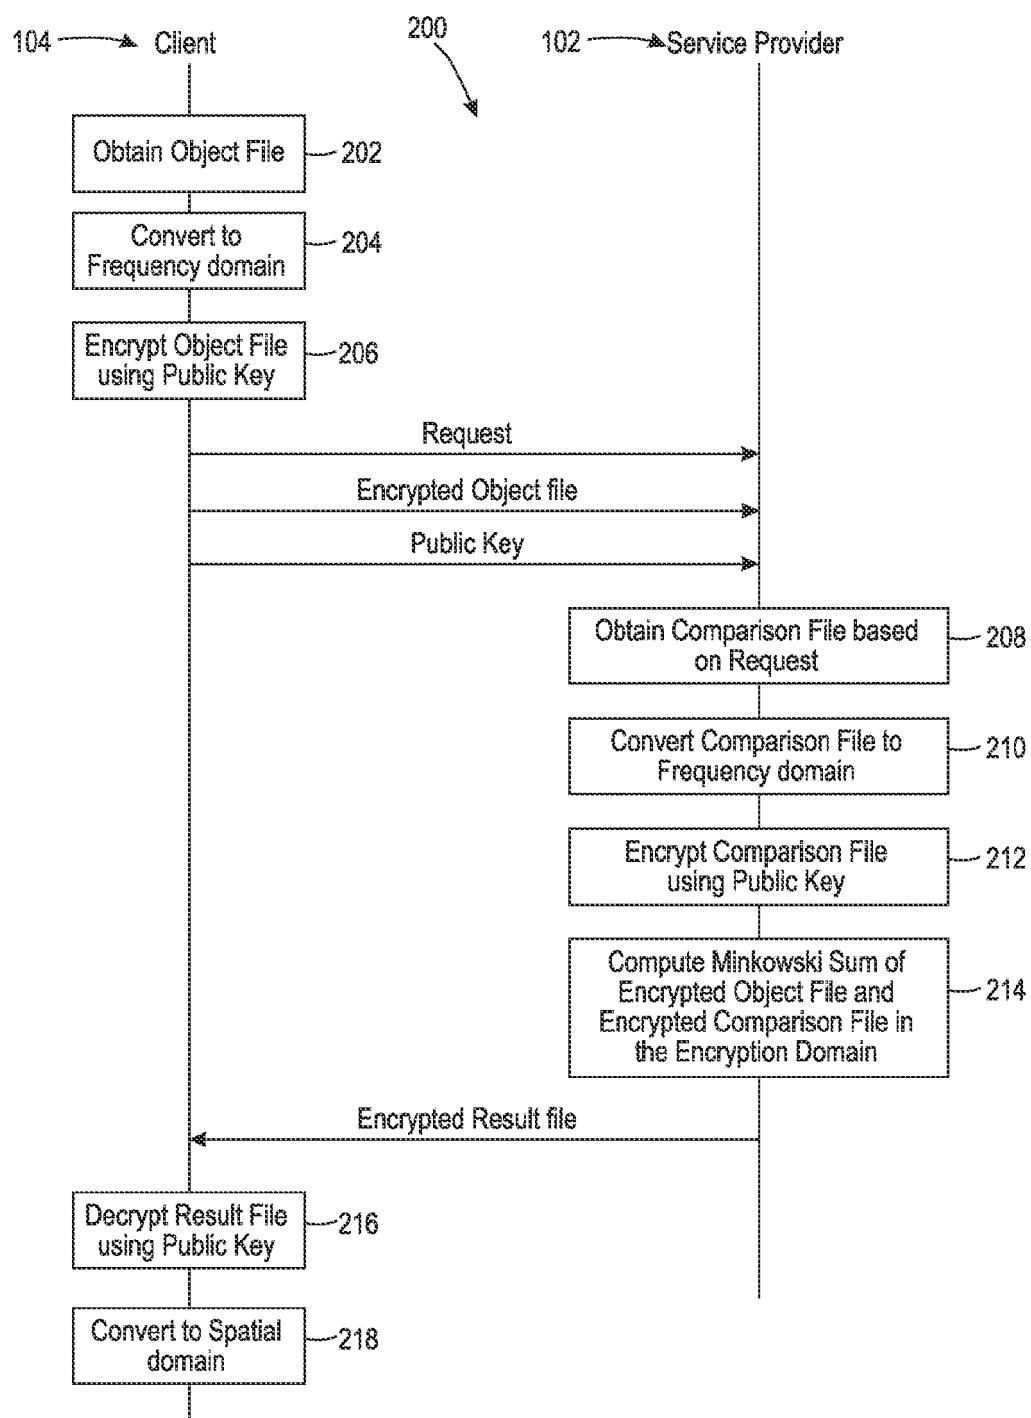 104 Client
200
102 Service Provider
Obtain Object File
202
Convert to
Frequency domain
204
Encrypt Object File
using Public Key
206
Request
Encrypted Object file
Public Key
Obtain Comparison File based
on Request
208
Convert Comparison File to
Frequency domain
210
Encrypt Comparison File
using Public Key
212
Compute Minkowski Sum of
Encrypted Object File and
Encrypted Comparison File in
the Encryption Domain
214
Encrypted Result file
Decrypt Result File
using Public Key
216
Convert to Spatial
domain
218